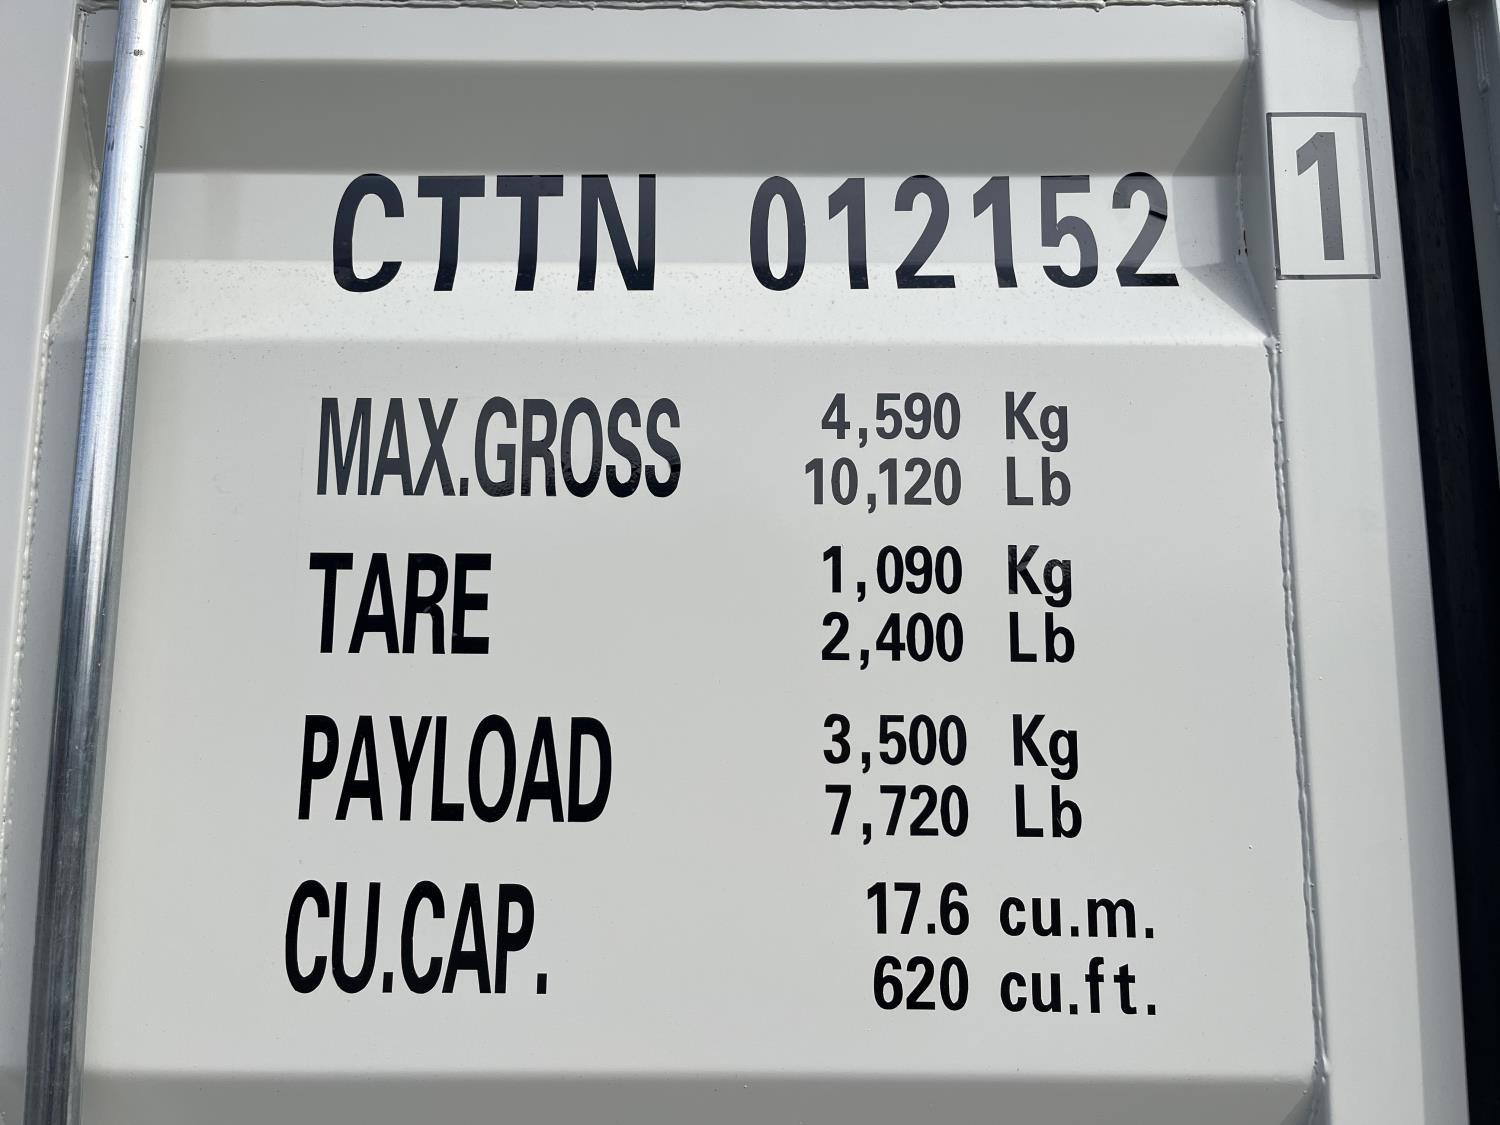 CTTN 012152 1
MAX.GROSS 4,590 Kg
10,120 Lb
TARE 1,090 Kg
2,400 Lb
PAYLOAD 3,500 Kg
7,720 Lb
CU.CAP. 17.6 cu.m.
620 cu.ft.